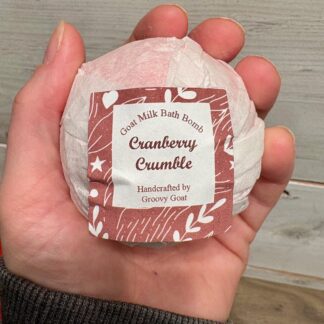 Goat Milk Bath Bomb
Cranberry
Crumble
Handcrafted by
Groovy Goat